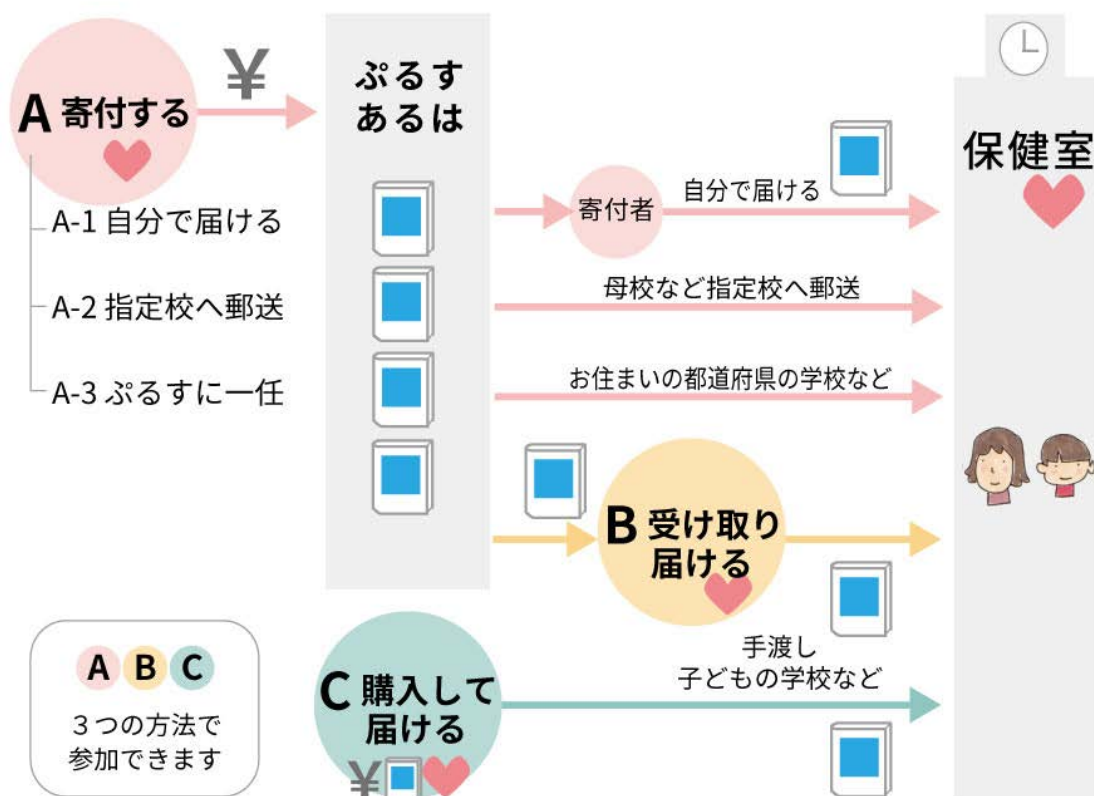 A 寄付する
¥
A-1 自分で届ける
A-2 指定校へ郵送
A-3 ぷるすに一任
ぷるす
あるは
寄付者
自分で届ける
母校など指定校へ郵送
お住まいの都道府県の学校など
B 受け取り
届ける
C 購入して
届ける
¥
手渡し
子どもの学校など
保健室
A B C
3つの方法で
参加できます